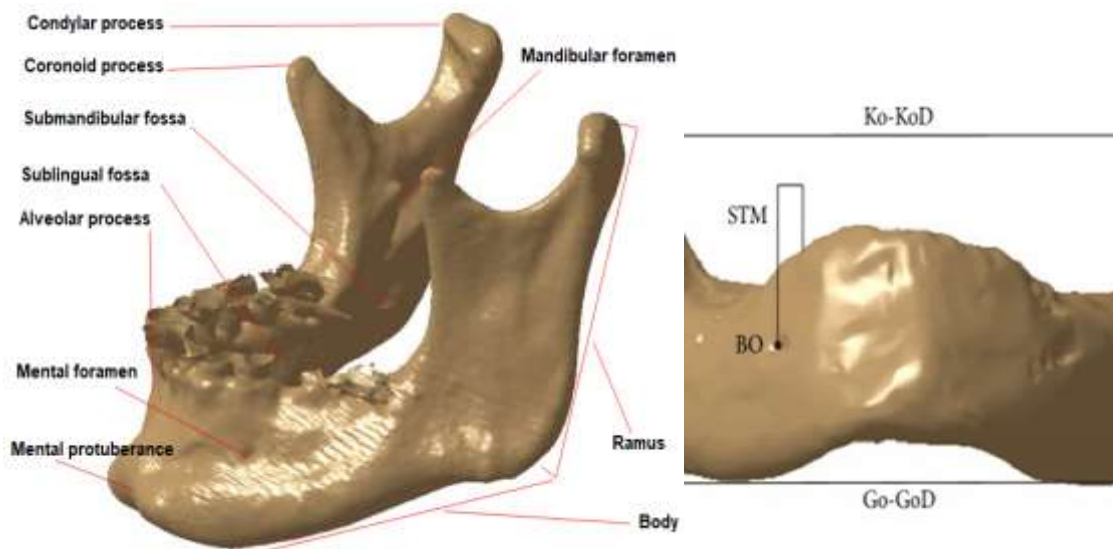 Condylar process
Mandibular foramen
Coronoid process
Submandibular fossa
Sublingual fossa
Alveolar process
Mental foramen
Mental protuberance
Ramus
Body
Ko-KoD
STM
BO
Go-GoD